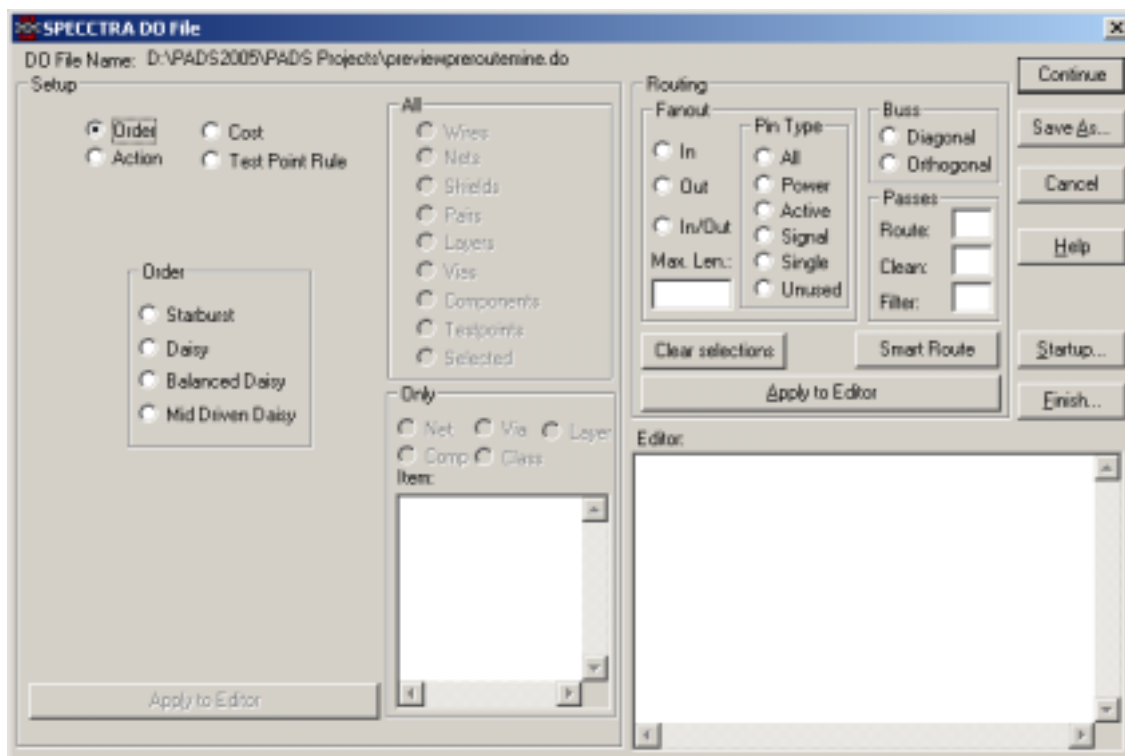 SPECCTRA DO File
DO File Name: D:\PADS2005\PADS Projects\previewpreroutemine.do
Setup
Order
Cost
Action
Test Point Rule
Order
Starburst
Daisy
Balanced Daisy
Mid Driven Daisy
Apply to Editor
All
Wires
Nets
Shields
Pairs
Layers
Vias
Components
Testpoints
Selected
Only
Net Via Layer
Comp Class
Item:
Routing
Fanout
In
Out
In/Out
Max. Len.:
Pin Type
All
Power
Active
Signal
Single
Unused
Buss
Diagonal
Orthogonal
Passes
Route:
Clean:
Filter:
Clear selections
Smart Route
Apply to Editor
Editor:
Continue
Save As...
Cancel
Help
Startup...
Finish...